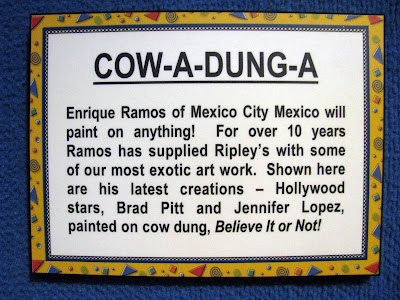 COW-A-DUNG-A
Enrique Ramos of Mexico City Mexico will
paint on anything! For over 10 years
Ramos has supplied Ripley's with some
of our most exotic art work. Shown here
are his latest creations – Hollywood
stars, Brad Pitt and Jennifer Lopez,
painted on cow dung, Believe It or Not!